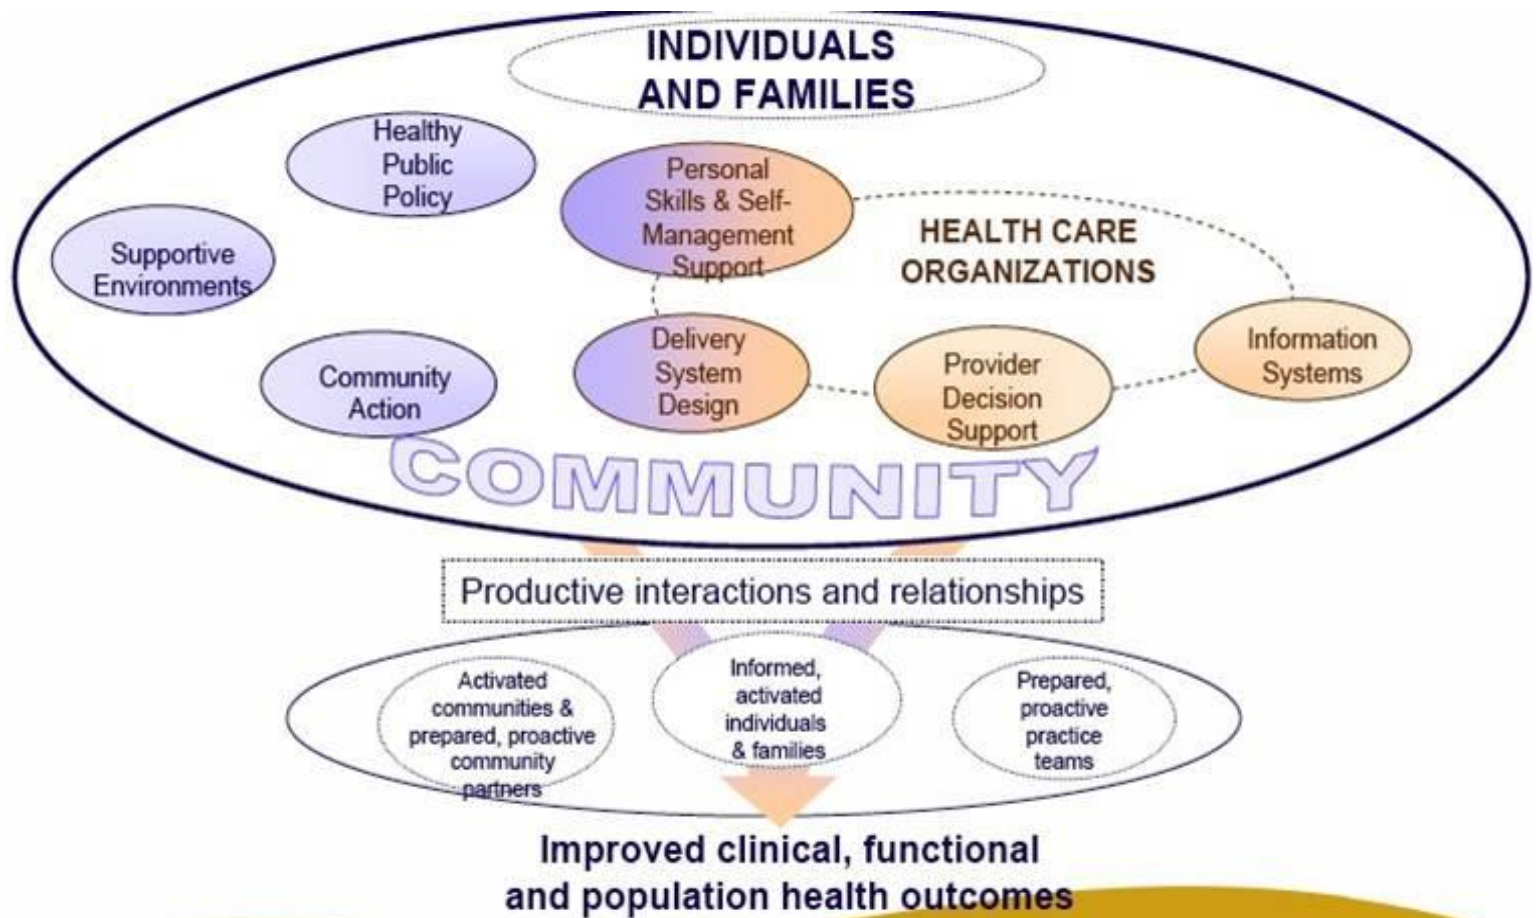 INDIVIDUALS
AND FAMILIES
Healthy
Public
Policy
Personal
Skills & Self-
Management
Support
HEALTH CARE
ORGANIZATIONS
Supportive
Environments
Information
Systems
Community
Action
Delivery
System
Design
Provider
Decision
Support
COMMUNITY
Productive interactions and relationships
Activated
communities &
prepared, proactive
community
partners
Informed,
activated
individuals
& families
Prepared,
proactive
practice
teams
Improved clinical, functional
and population health outcomes